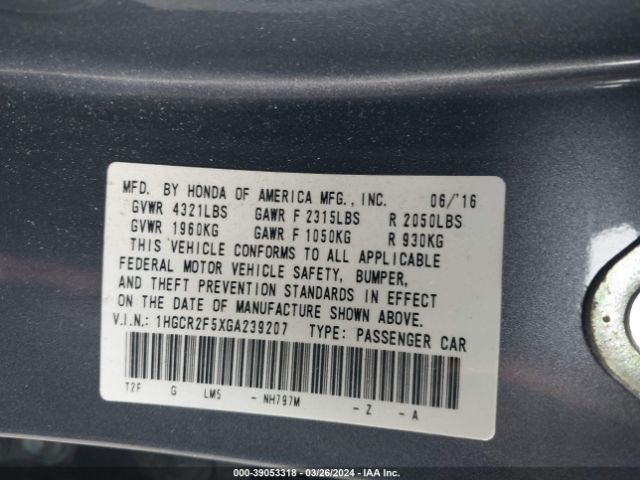 MFD. BY HONDA OF AMERICA MFG., INC. 06/'16
GVWR 4321LBS GAWR F 2315LBS R 2050LBS
GVWR 1960KG GAWR F 1050KG R 930KG
THIS VEHICLE CONFORMS TO ALL APPLICABLE
FEDERAL MOTOR VEHICLE SAFETY, BUMPER,
AND THEFT PREVENTION STANDARDS IN EFFECT
ON THE DATE OF MANUFACTURE SHOWN ABOVE.
V.I.N.: 1HGCR2F5XGA239207 TYPE: PASSENGER CAR
T2F G LM5 - NH797M - Z - A
000-39053318 | 03/26/2024 | IAA Inc.